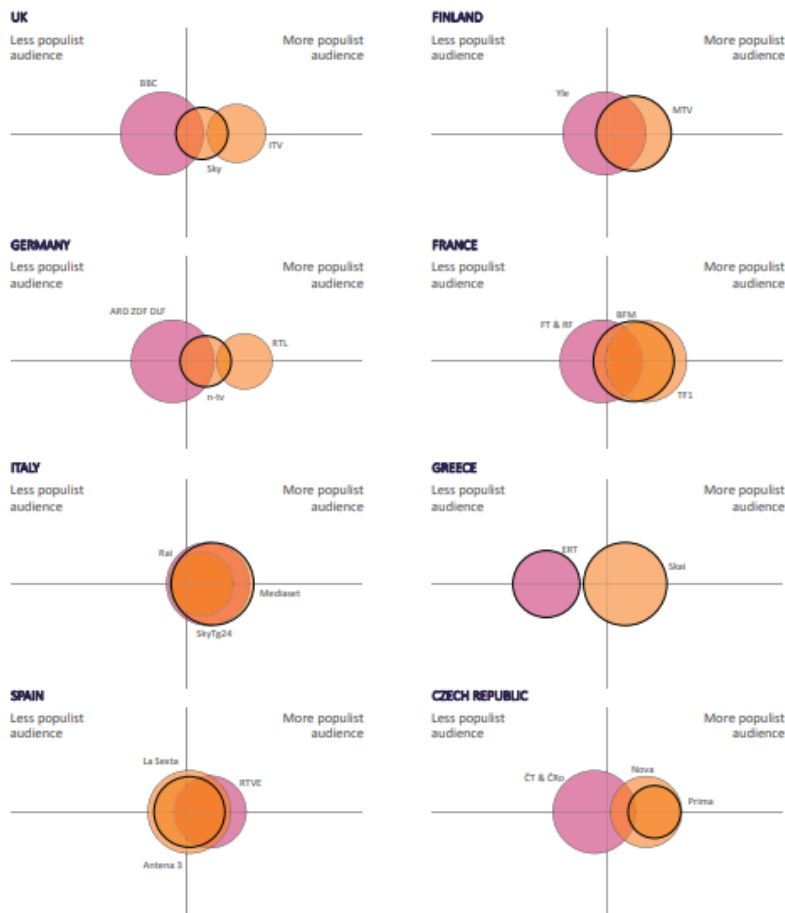 UK
Less populist
audience
More populist
audience
BBC
Sky
ITV
FINLAND
Less populist
audience
More populist
audience
Yle
MTV
GERMANY
Less populist
audience
More populist
audience
ARD ZDF DLF
RTL
n-tv
FRANCE
Less populist
audience
More populist
audience
FT & RF
BFM
TF1
ITALY
Less populist
audience
More populist
audience
Rai
Mediaset
SkyTg24
GREECE
Less populist
audience
More populist
audience
ERT
Skai
SPAIN
Less populist
audience
More populist
audience
La Sexta
RTVE
Antena 3
CZECH REPUBLIC
Less populist
audience
More populist
audience
ČT & ČRo
Nova
Prima